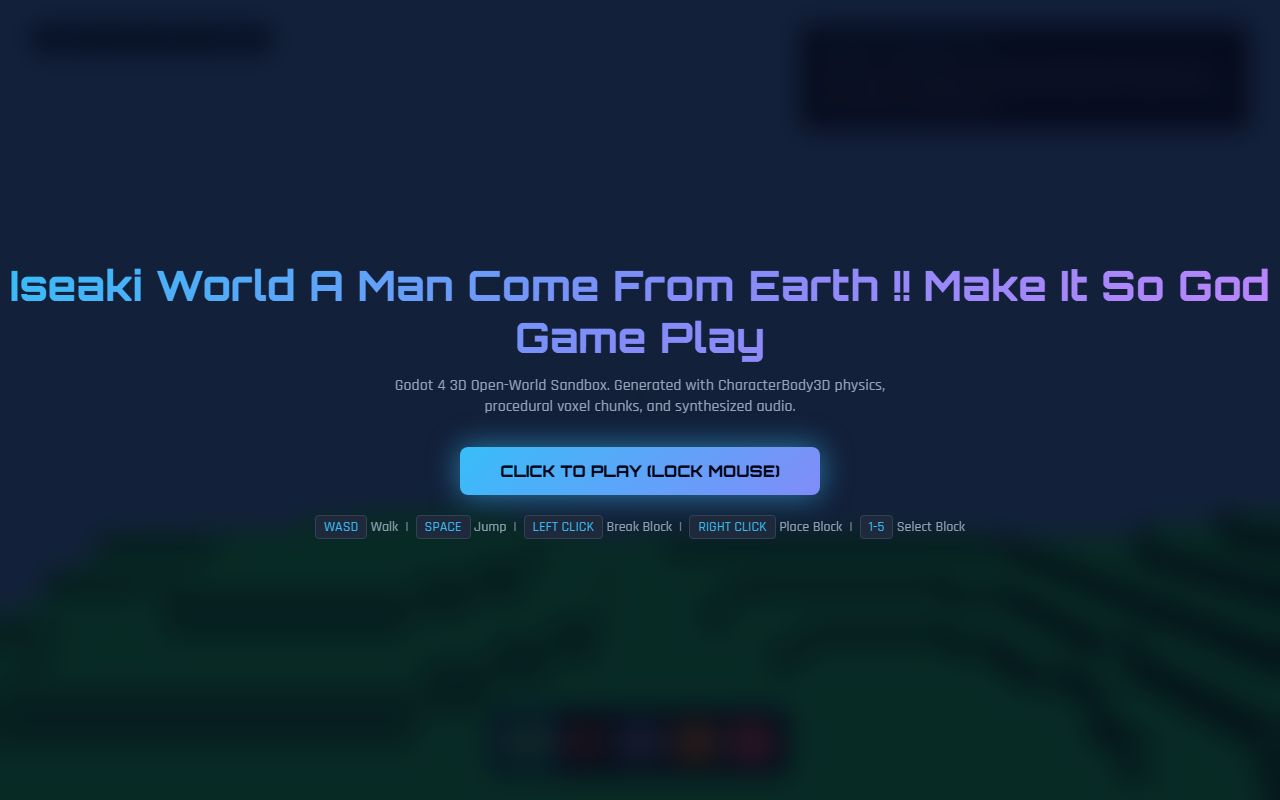 Iseaki World A Man Come From Earth !! Make It So God
Game Play
Godot 4 3D Open-World Sandbox. Generated with CharacterBody3D physics,
procedural voxel chunks, and synthesized audio.
CLICK TO PLAY (LOCK MOUSE)
WASD Walk | SPACE Jump | LEFT CLICK Break Block | RIGHT CLICK Place Block | 1-5 Select Block